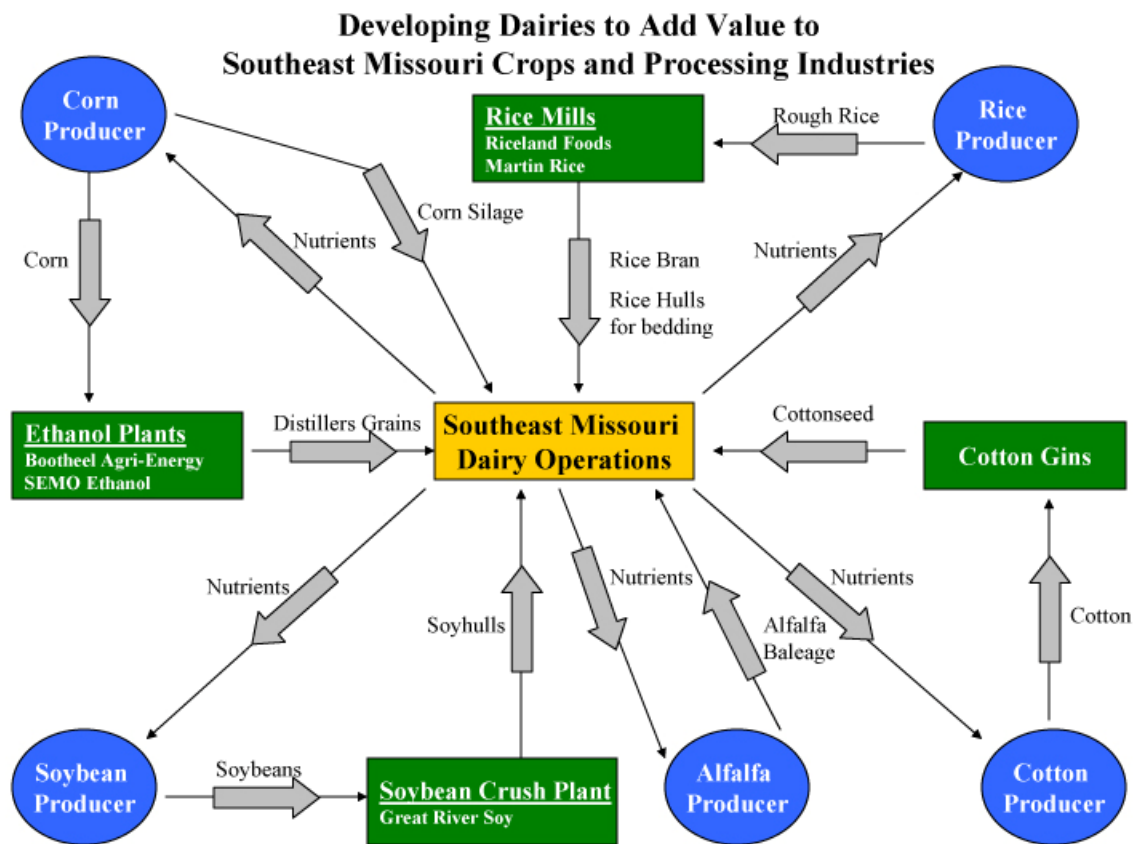 Developing Dairies to Add Value to
Southeast Missouri Crops and Processing Industries
Corn
Producer
Rice Mills
Riceland Foods
Martin Rice
Rough Rice
Rice
Producer
Corn Silage
Corn
Nutrients
Rice Bran
Rice Hulls
for bedding
Nutrients
Ethanol Plants
Bootheel Agri-Energy
SEMO Ethanol
Distillers Grains
Southeast Missouri
Dairy Operations
Cottonseed
Cotton Gins
Nutrients
Soyhulls
Nutrients
Alfalfa
Baleage
Nutrients
Cotton
Soybean
Producer
Soybeans
Soybean Crush Plant
Great River Soy
Alfalfa
Producer
Cotton
Producer